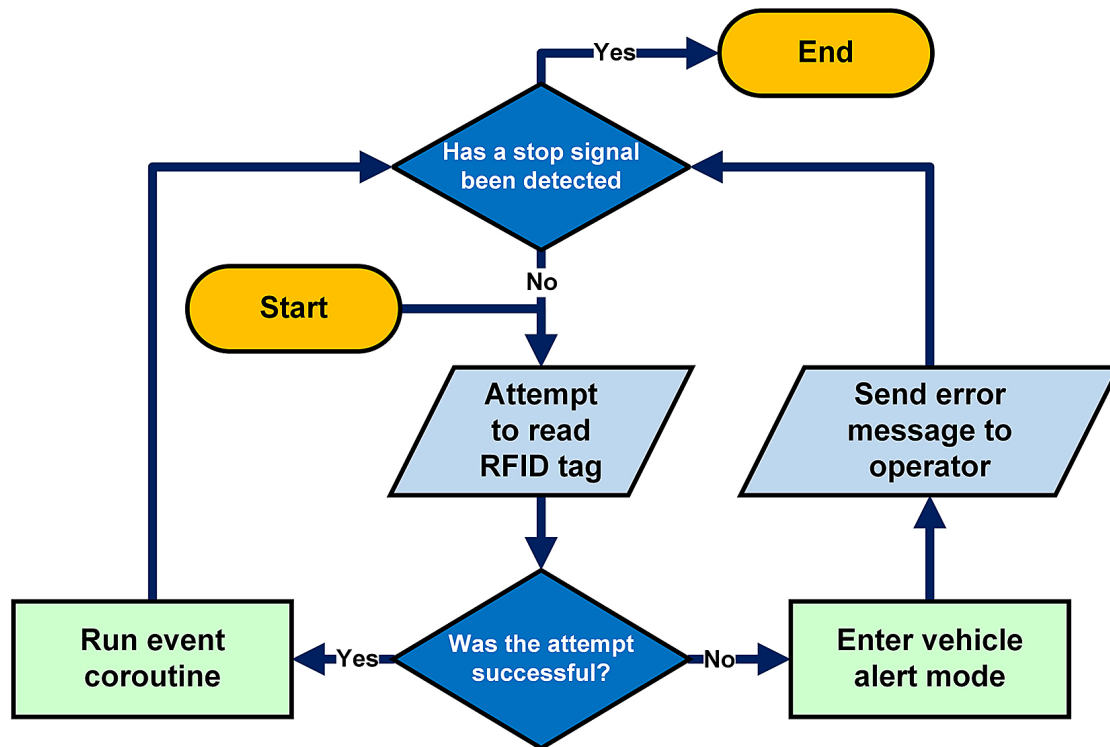 Yes
End
Has a stop signal
been detected
No
Start
Attempt
to read
RFID tag
Send error
message to
operator
Run event
coroutine
Yes
Was the attempt
successful?
No
Enter vehicle
alert mode